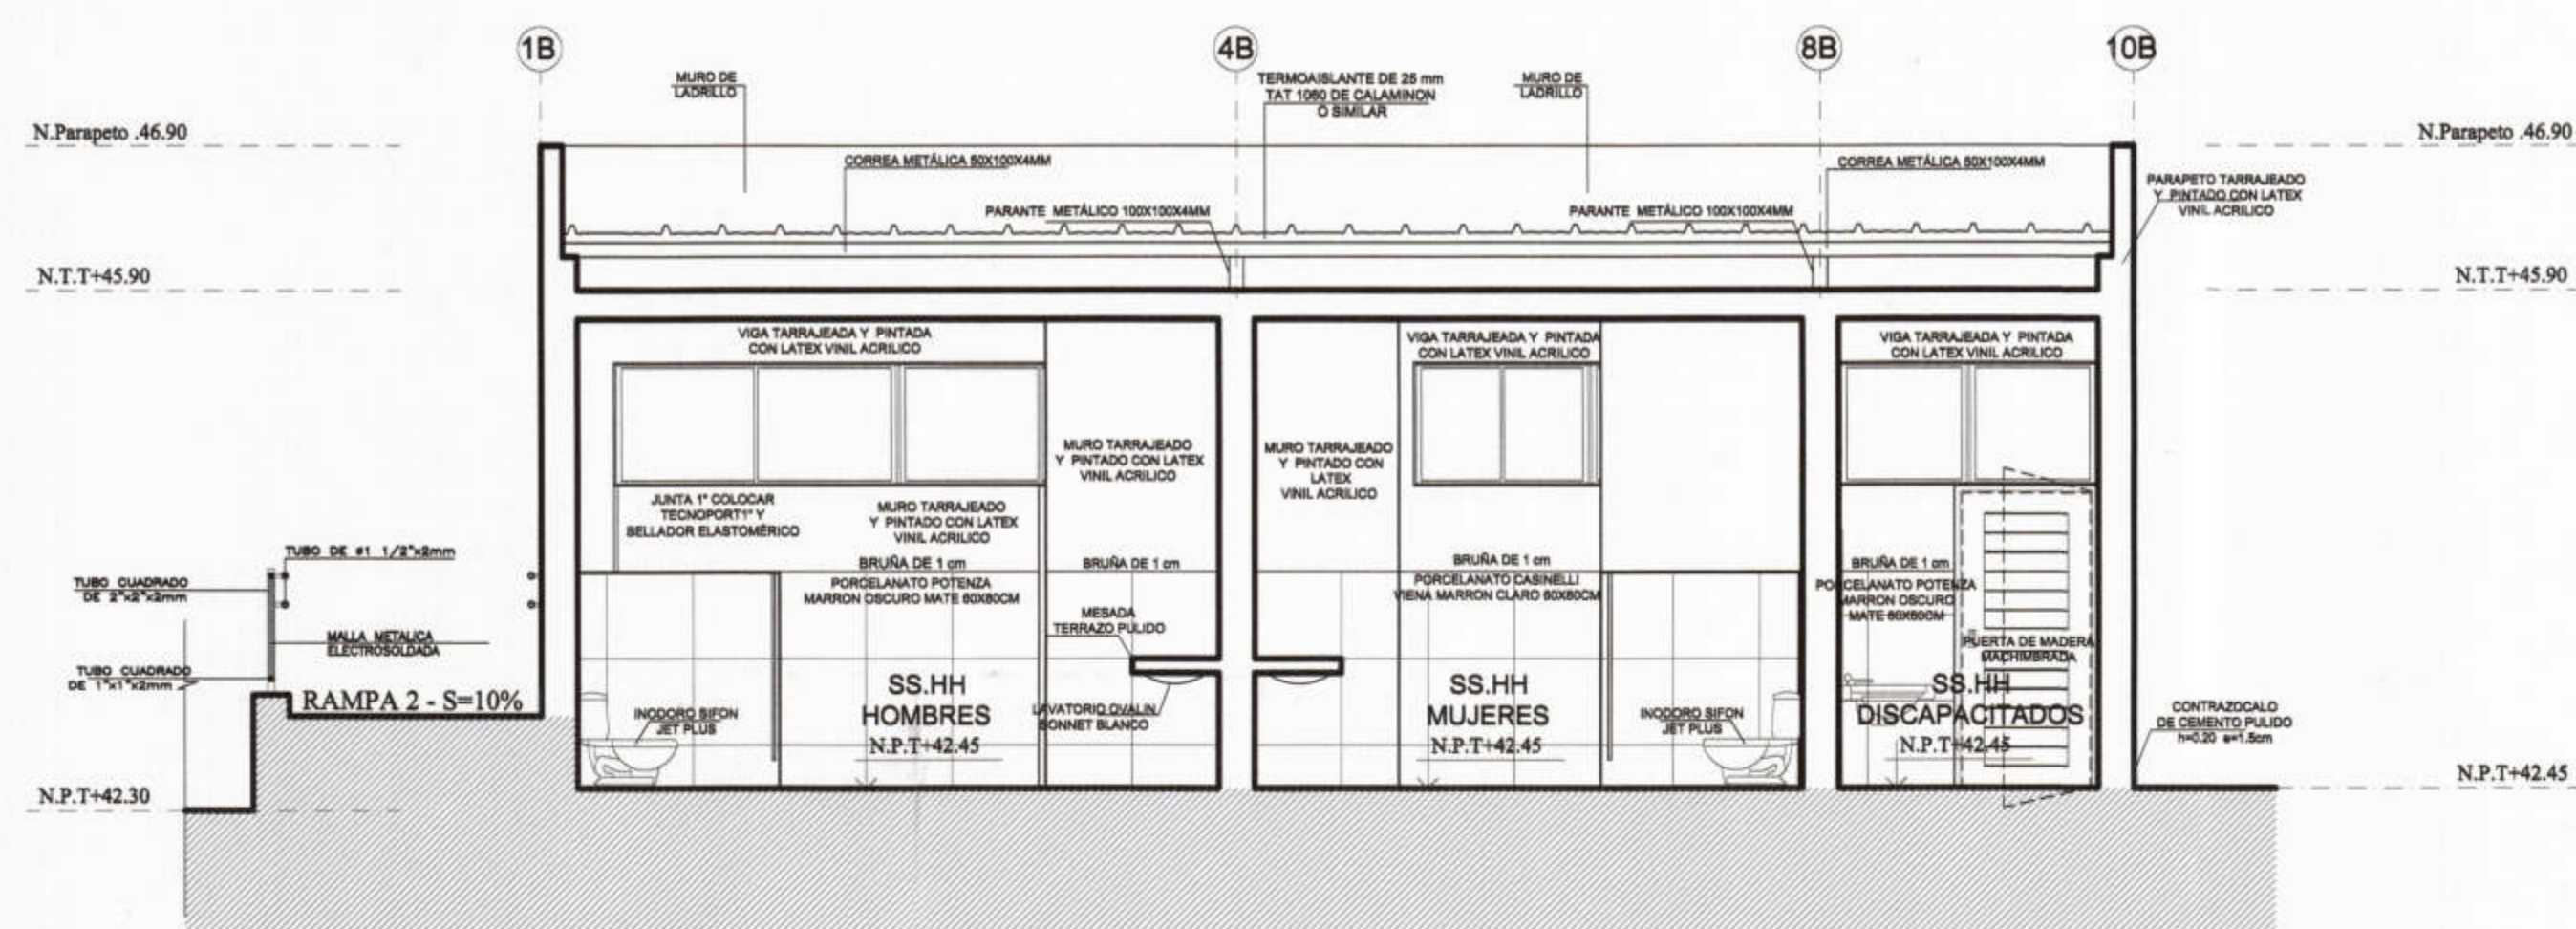 1B
4B
8B
10B
MURO DE
LADRILLO
TERMOAISLANTE DE 25 mm
TAT 1060 DE CALAMINON
O SIMILAR
MURO DE
LADRILLO
N.Parapeto .46.90
N.Parapeto .46.90
CORREA METÁLICA 50X100X4MM
CORREA METÁLICA 50X100X4MM
PARAPETO TARRAJEADO
Y PINTADO CON LATEX
VINIL ACRILICO
PARANTE METÁLICO 100X100X4MM
PARANTE METÁLICO 100X100X4MM
N.T.T+45.90
N.T.T+45.90
VIGA TARRAJEADA Y PINTADA
CON LATEX VINIL ACRILICO
VIGA TARRAJEADA Y PINTADA
CON LATEX VINIL ACRILICO
VIGA TARRAJEADA Y PINTADA
CON LATEX VINIL ACRILICO
MURO TARRAJEADO
Y PINTADO CON LATEX
VINIL ACRILICO
MURO TARRAJEADO
Y PINTADO CON
LATEX
VINIL ACRILICO
JUNTA 1" COLOCAR
TECNOPORT1" Y
SELLADOR ELASTOMÉRICO
MURO TARRAJEADO
Y PINTADO CON LATEX
VINIL ACRILICO
TUBO DE ø1 1/2"x2mm
TUBO CUADRADO
DE 2"x2"x2mm
MALLA METALICA
ELECTROSOLDADA
TUBO CUADRADO
DE 1"x1"x2mm
RAMPA 2 - S=10%
BRUÑA DE 1 cm
PORCELANATO POTENZA
MARRON OSCURO MATE 60X60CM
BRUÑA DE 1 cm
MESADA
TERRAZO PULIDO
BRUÑA DE 1 cm
PORCELANATO CASINELLI
VIENA MARRON CLARO 60X60CM
BRUÑA DE 1 cm
PORCELANATO POTENZA
MARRON OSCURO
MATE 60X60CM
PUERTA DE MADERA
MACHIMBRADA
INODORO SIFON
JET PLUS
SS.HH
HOMBRES
N.P.T+42.45
LAVATORIO OVALIN
SONNET BLANCO
SS.HH
MUJERES
N.P.T+42.45
INODORO SIFON
JET PLUS
SS.HH
DISCAPACITADOS
N.P.T+42.45
CONTRAZOCALO
DE CEMENTO PULIDO
h=0.20 e=1.5cm
N.P.T+42.30
N.P.T+42.45